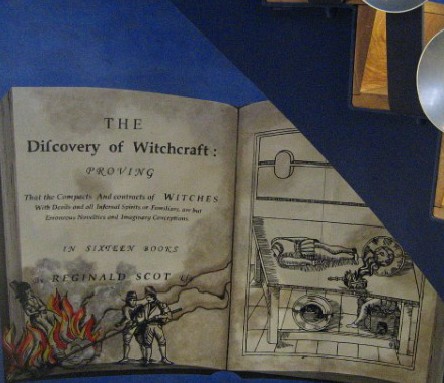 THE
Diſcovery of Witchcraft:
PROVING
That the Compacts And contracts of WITCHES
With Devils and all Infernal Spirits or Familiars, are but
Erroneous Novelties and Imaginary Conceptions.
IN SIXTEEN BOOKS
REGINALD SCOT